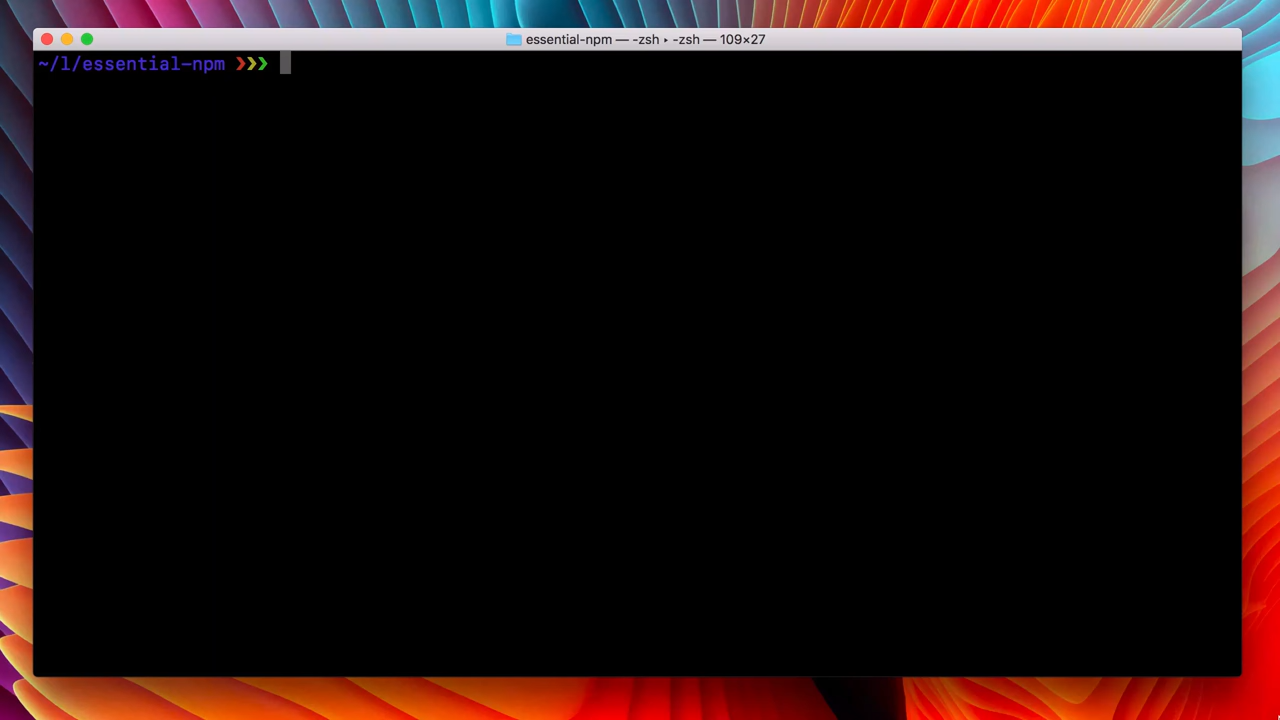 essential-npm — -zsh ▸ -zsh — 109×27
~/l/essential-npm ❯❯❯